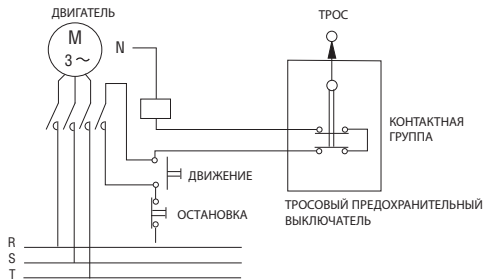 ДВИГАТЕЛЬ
ТРОС
M
3 ~
N
КОНТАКТНАЯ
ГРУППА
ДВИЖЕНИЕ
ТРОСОВЫЙ ПРЕДОХРАНИТЕЛЬНЫЙ
ВЫКЛЮЧАТЕЛЬ
ОСТАНОВКА
R
S
T